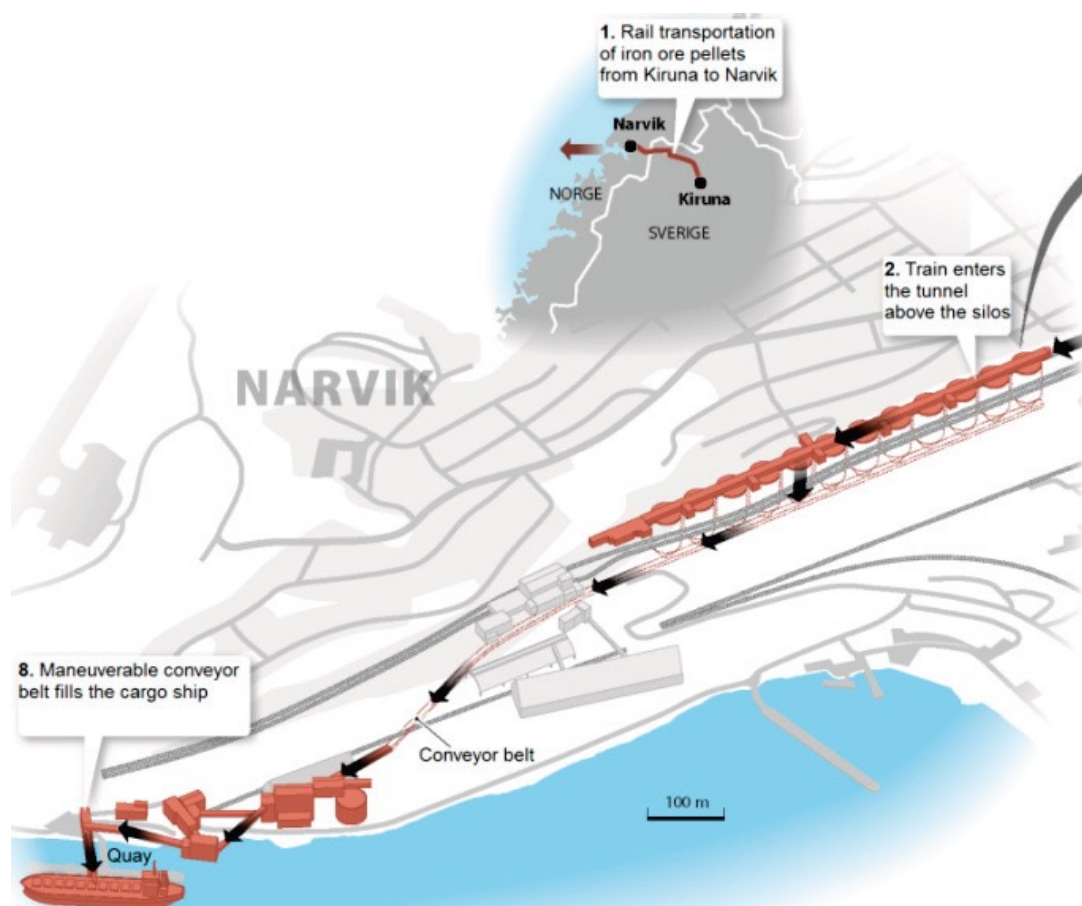 1. Rail transportation
of iron ore pellets
from Kiruna to Narvik
Narvik
NORGE
Kiruna
SVERIGE
2. Train enters
the tunnel
above the silos
NARVIK
8. Maneuverable conveyor
belt fills the cargo ship
Conveyor belt
100 m
Quay